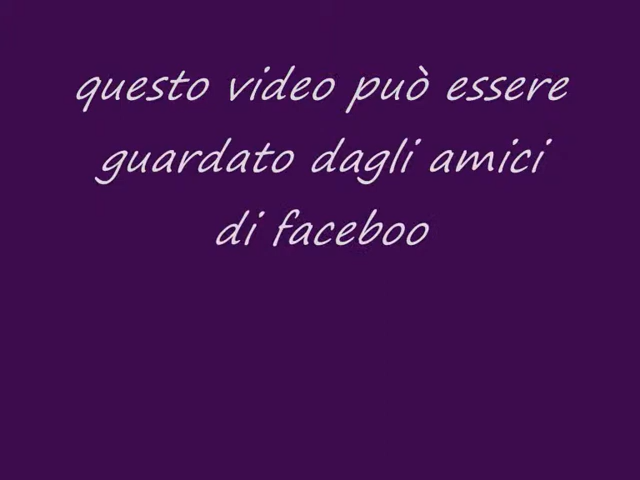 questo video può essere
guardato dagli amici
di faceboo